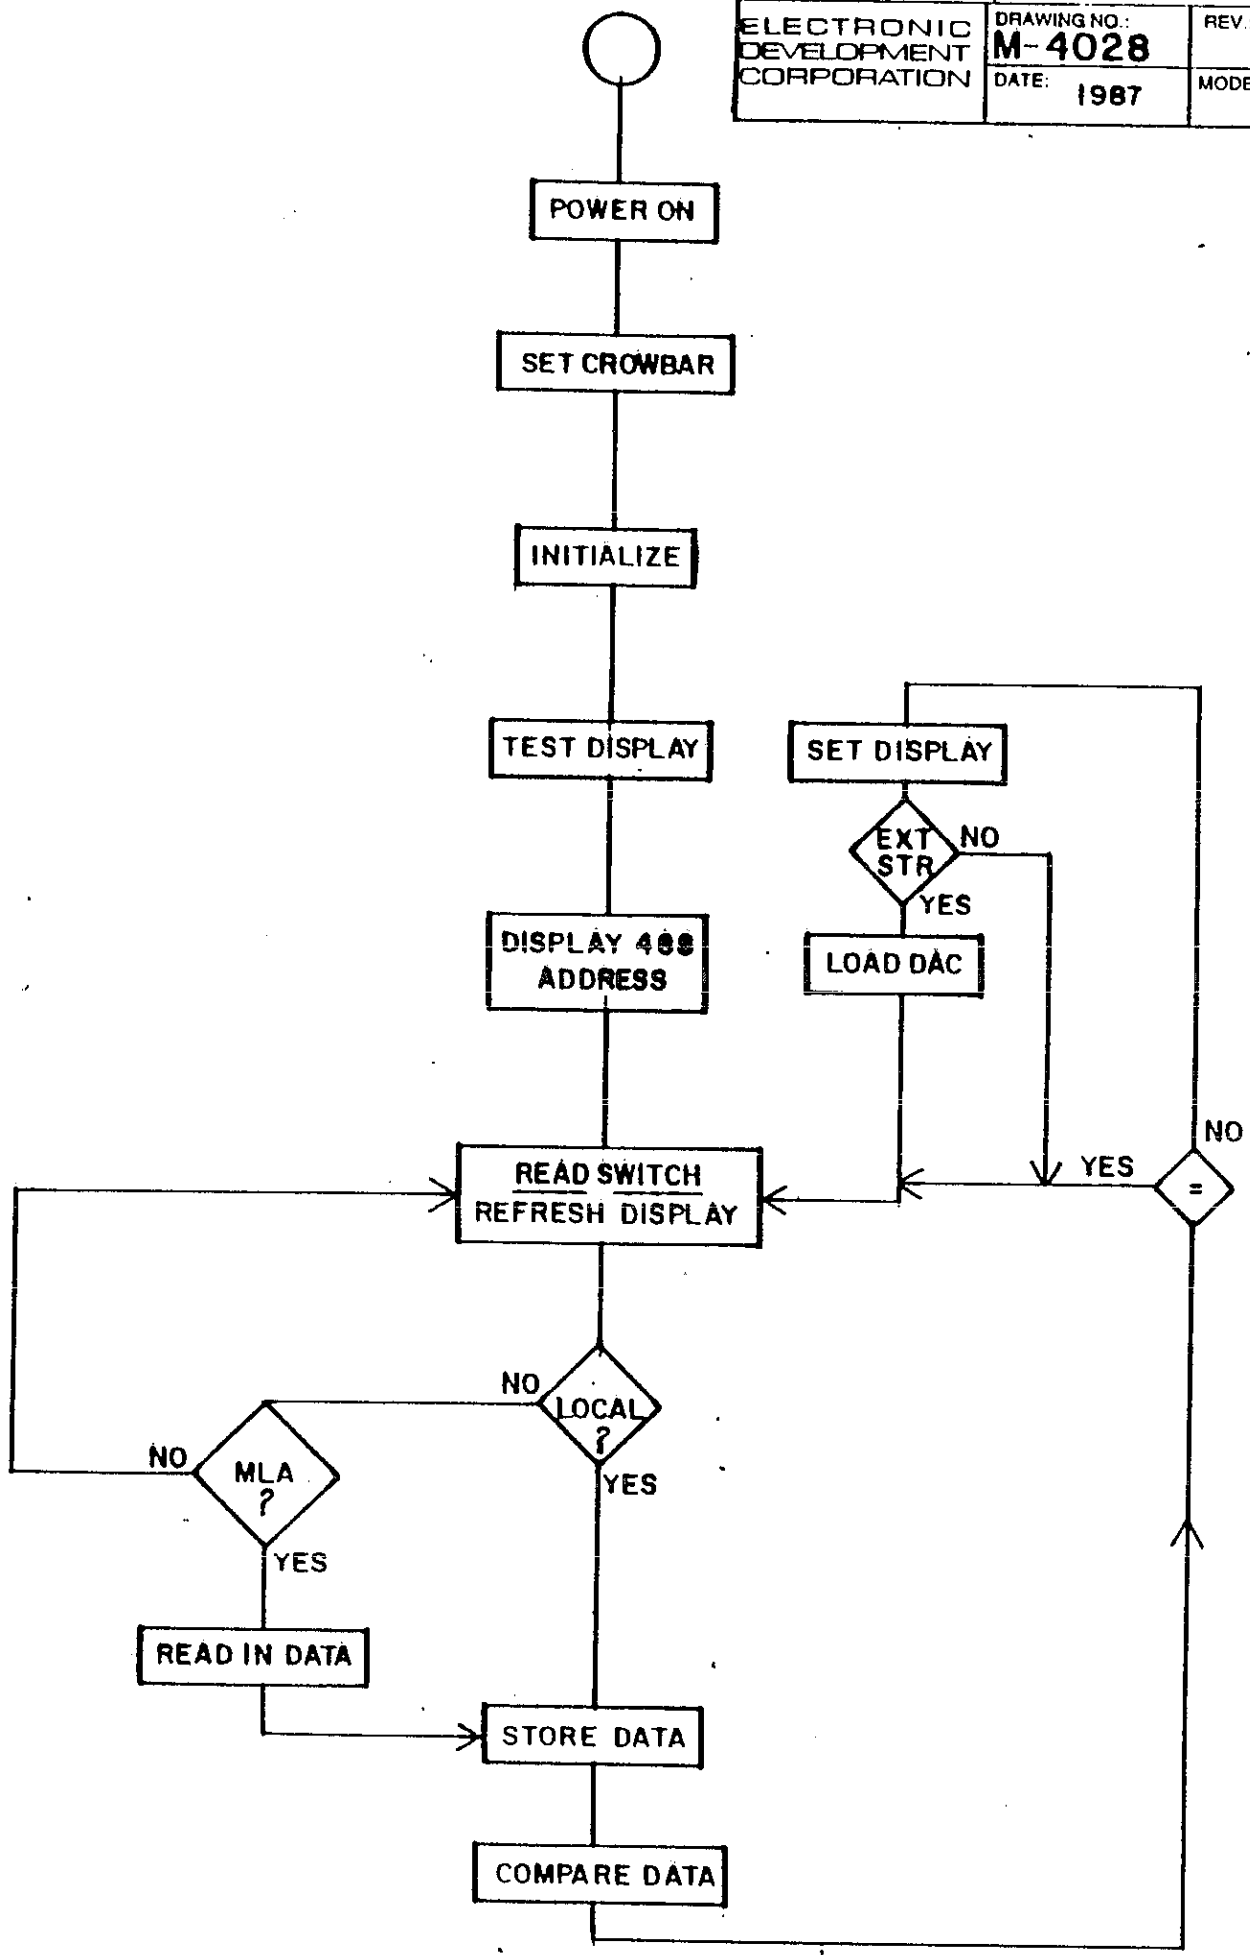 ELECTRONIC
DEVELOPMENT
CORPORATION
DRAWING NO.:
M-4028
REV.
DATE: 1987
MODE
POWER ON
SET CROWBAR
INITIALIZE
TEST DISPLAY
SET DISPLAY
EXT
STR
NO
YES
DISPLAY 488
ADDRESS
LOAD DAC
READ SWITCH
REFRESH DISPLAY
YES
=
NO
LOCAL
?
NO
YES
MLA
?
NO
YES
READ IN DATA
STORE DATA
COMPARE DATA